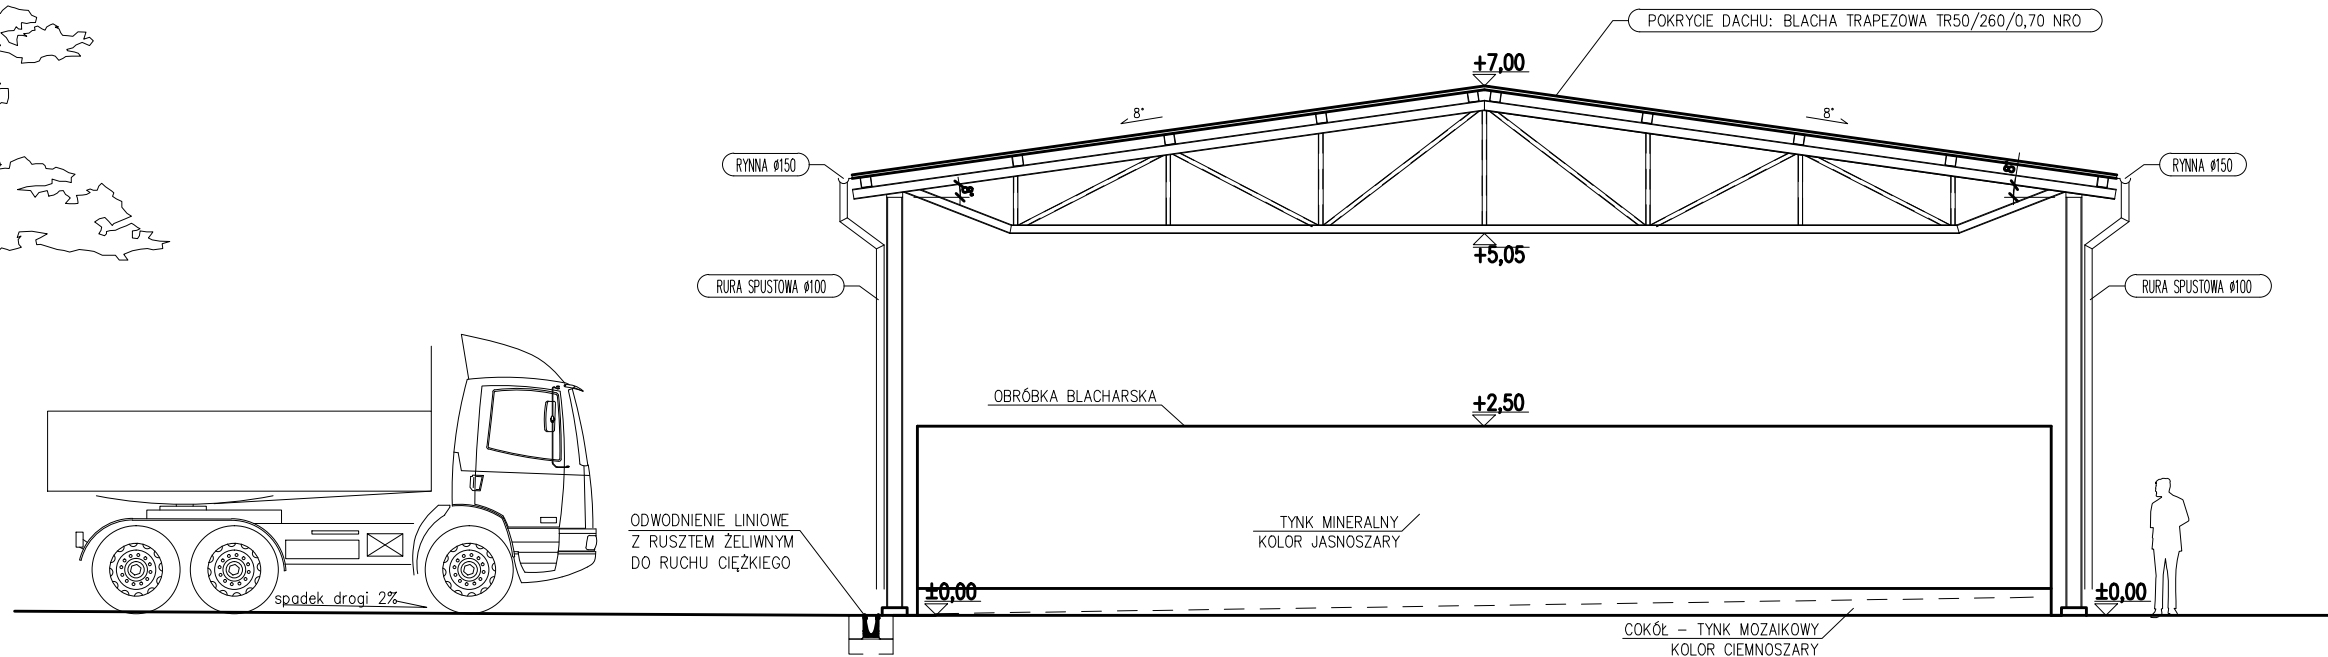 POKRYCIE DACHU: BLACHA TRAPEZOWA TR50/260/0,70 NRO
+7,00
8°
8°
RYNNA ø150
RYNNA ø150
8°
8°
+5,05
RURA SPUSTOWA ø100
RURA SPUSTOWA ø100
OBRÓBKA BLACHARSKA
+2,50
ODWODNIENIE LINIOWE
Z RUSZTEM ŻELIWNYM
DO RUCHU CIĘŻKIEGO
TYNK MINERALNY
KOLOR JASNOSZARY
spadek drogi 2%
±0,00
±0,00
COKÓŁ – TYNK MOZAIKOWY
KOLOR CIEMNOSZARY